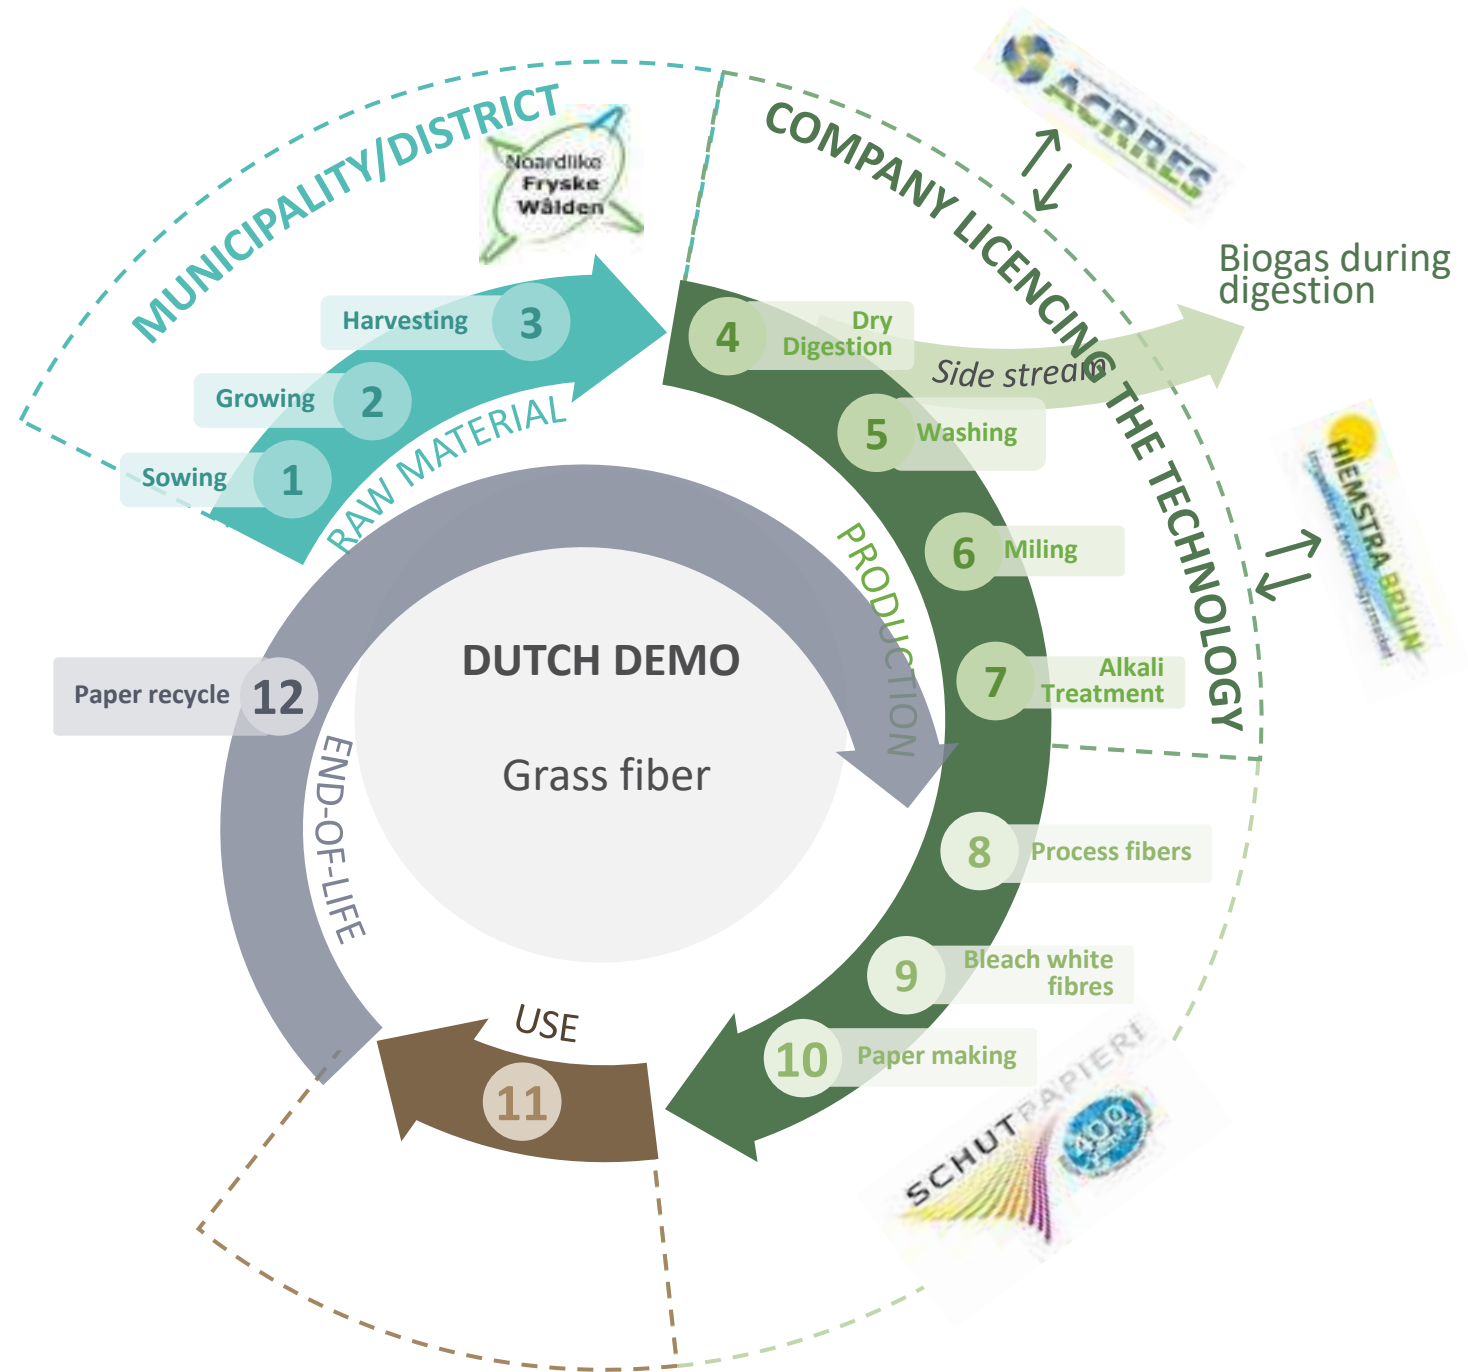 MUNICIPALITY/DISTRICT
Noardlike
Fryske
Wâlden
COMPANY LICENCING THE TECHNOLOGY
ACRRES
Biogas during
digestion
Side stream
HIEMSTRA BRUIN
RAW MATERIAL
Harvesting 3
Growing 2
Sowing 1
4 Dry
Digestion
5 Washing
6 Miling
7 Alkali
Treatment
PRODUCTION
8 Process fibers
9 Bleach white
fibres
10 Paper making
SCHUTPAPIER
400
USE
11
END-OF-LIFE
Paper recycle 12
DUTCH DEMO
Grass fiber